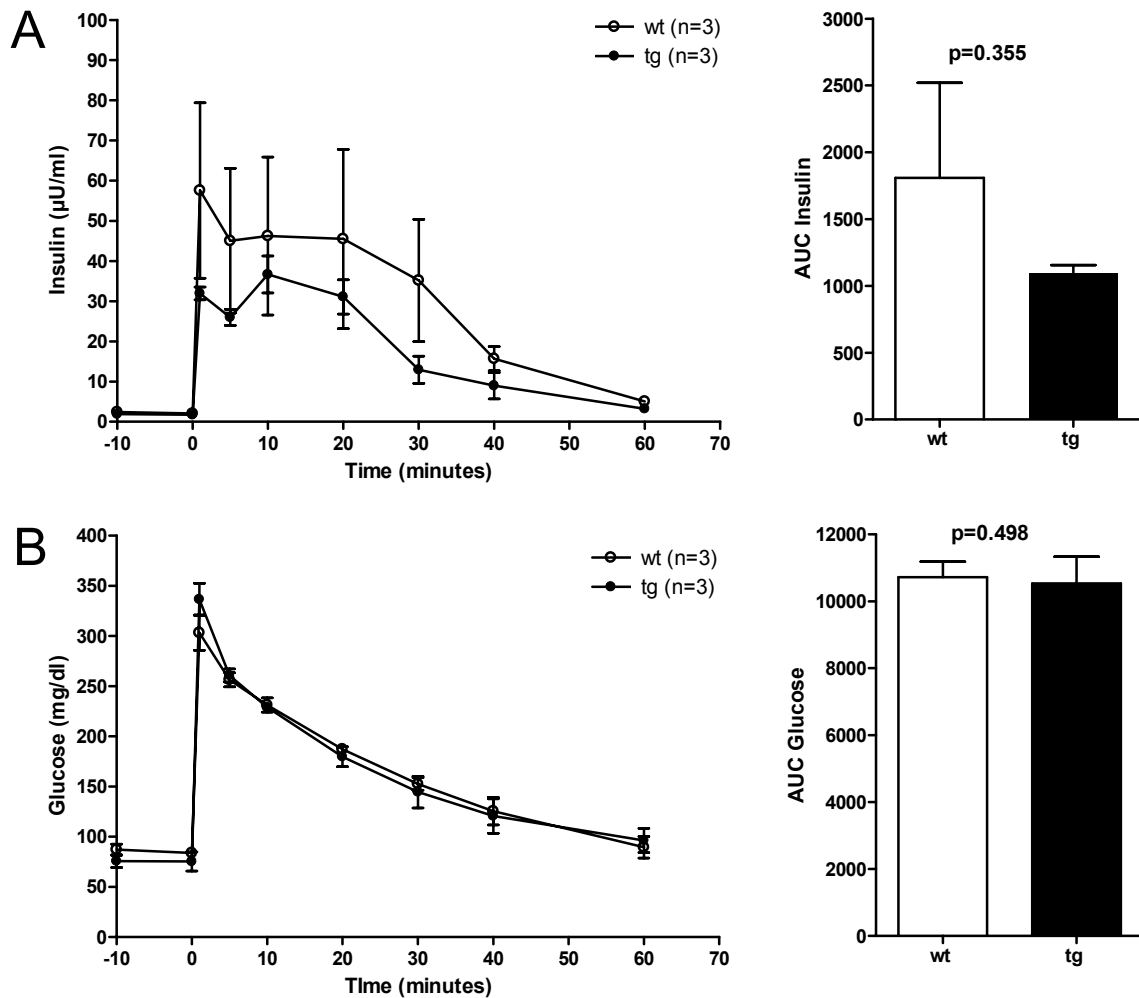 A
Insulin (µU/ml)
100
90
80
70
60
50
40
30
20
10
0
-10 0 10 20 30 40 50 60 70
Time (minutes)
wt (n=3)
tg (n=3)
AUC Insulin
3000
2500
2000
1500
1000
500
0
p=0.355
wt tg
B
Glucose (mg/dl)
400
350
300
250
200
150
100
50
0
-10 0 10 20 30 40 50 60 70
TIme (minutes)
wt (n=3)
tg (n=3)
AUC Glucose
12000
10000
8000
6000
4000
2000
0
p=0.498
wt tg